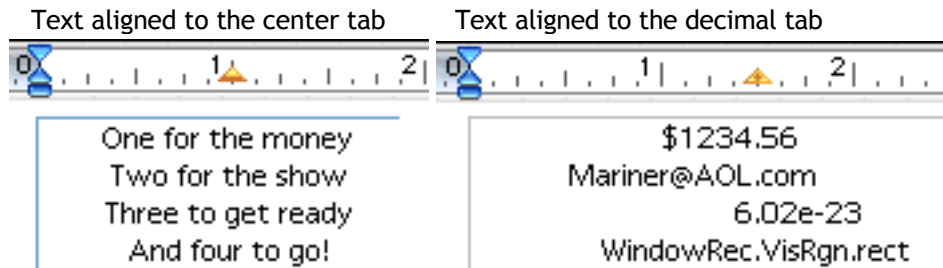 Text aligned to the center tab
0 1 2
One for the money
Two for the show
Three to get ready
And four to go!
Text aligned to the decimal tab
0 1 2
$1234.56
Mariner@AOL.com
6.02e-23
WindowRec.VisRgn.rect